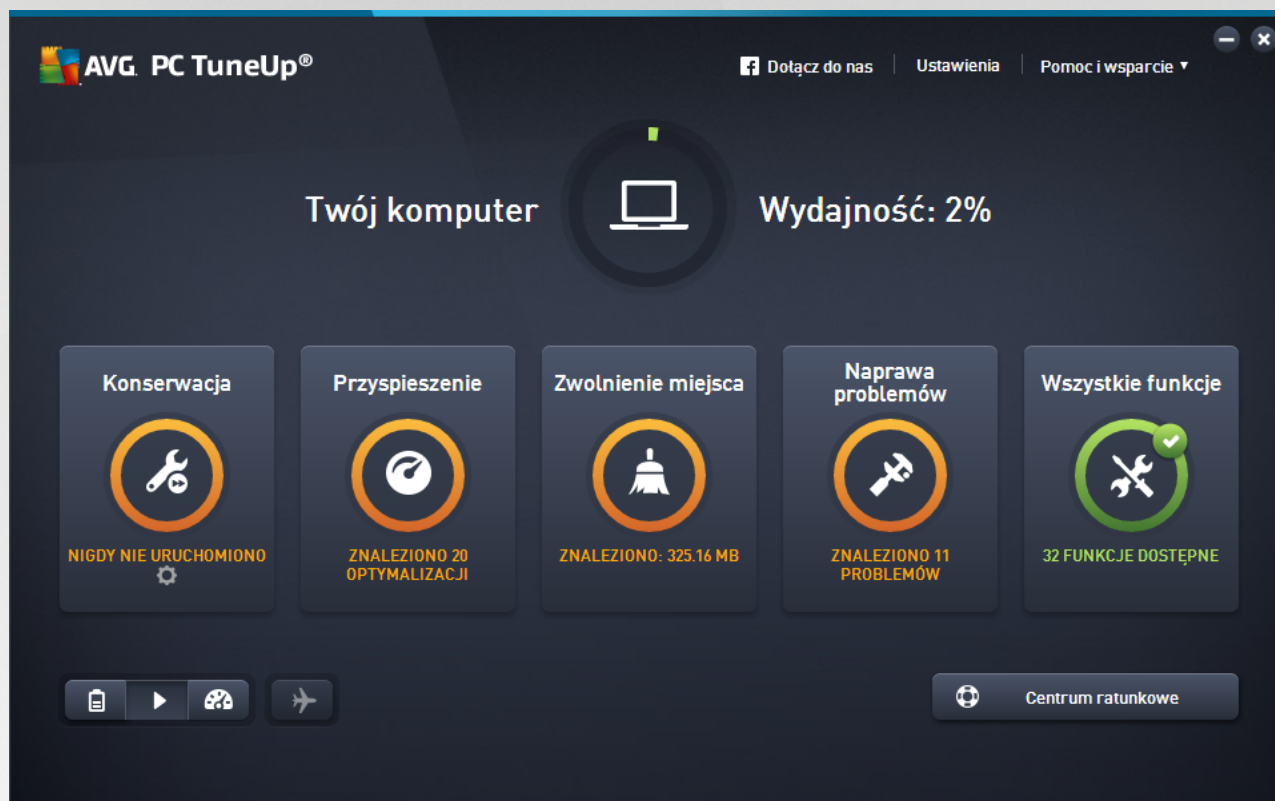 AVG. PC TuneUp®
Dołącz do nas
Ustawienia
Pomoc i wsparcie
Twój komputer
Wydajność: 2%
Konserwacja
NIGDY NIE URUCHOMIONO
Przyspieszenie
ZNALEZIONO 20
OPTYMALIZACJI
Zwolnienie miejsca
ZNALEZIONO: 325.16 MB
Naprawa
problemów
ZNALEZIONO 11
PROBLEMÓW
Wszystkie funkcje
32 FUNKCJE DOSTĘPNE
Centrum ratunkowe